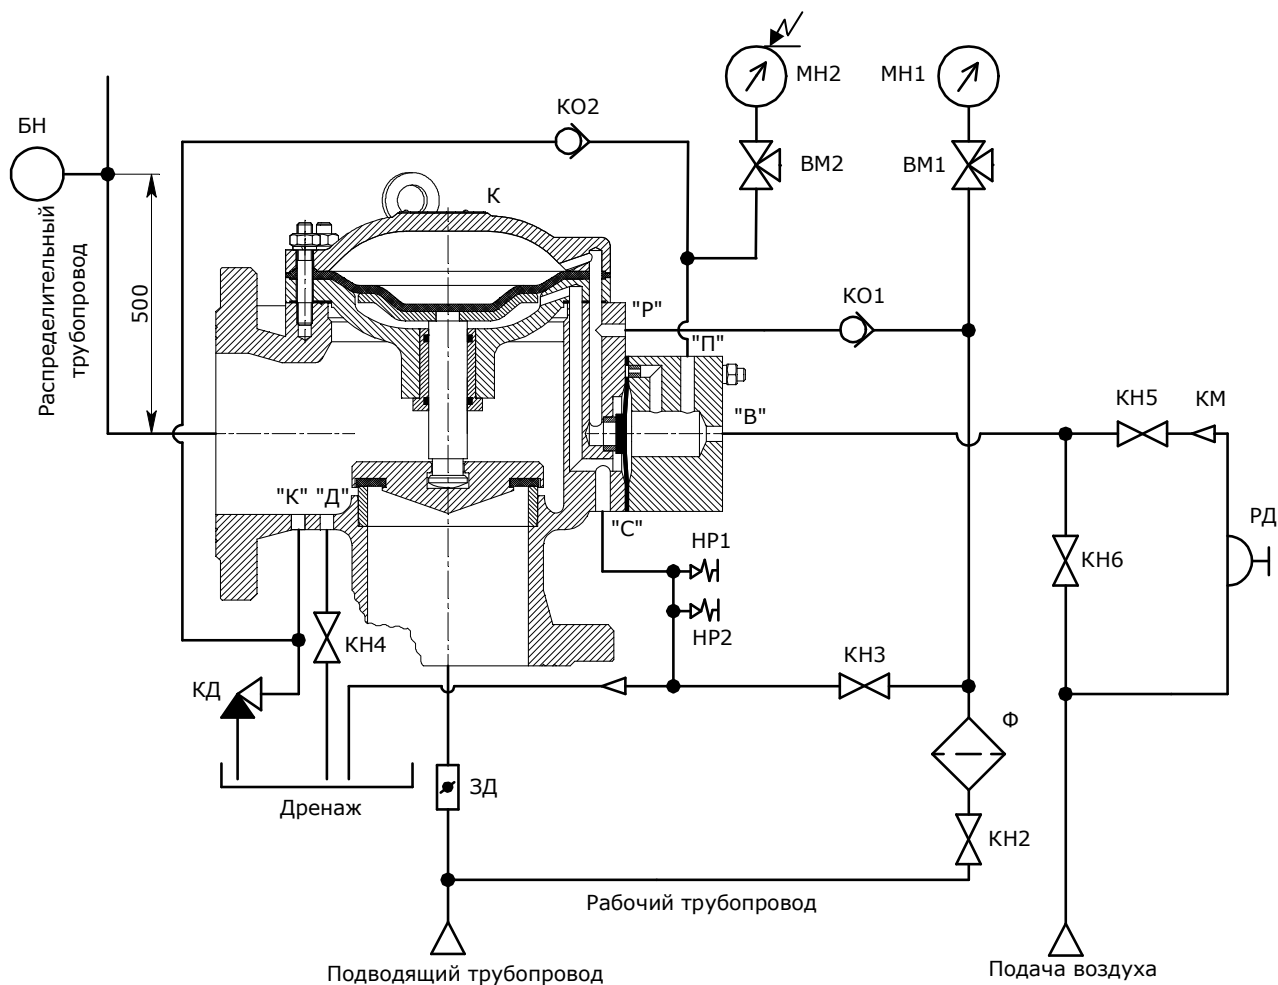 МН2
МН1
КО2
БН
ВМ2
ВМ1
К
Распределительный
трубопровод
500
КО1
"Р"
"П"
"В"
КН5
КМ
"К"
"Д"
"С"
РД
НР1
КН6
НР2
КН4
КН3
КД
Ф
ЗД
Дренаж
КН2
Рабочий трубопровод
Подводящий трубопровод
Подача воздуха